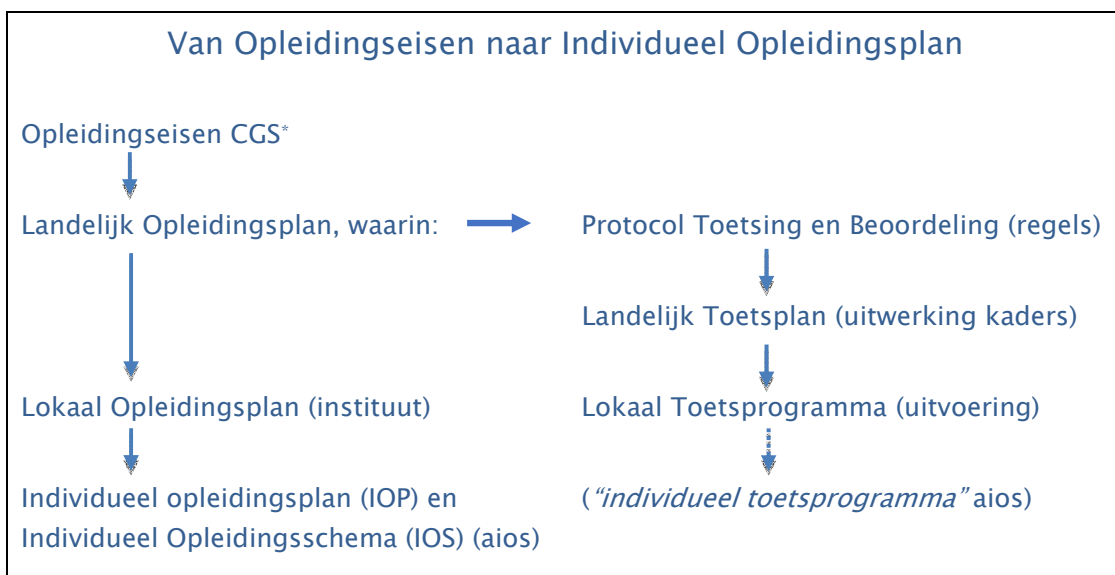 Van Opleidingseisen naar Individueel Opleidingsplan
Opleidingseisen CGS*
Landelijk Opleidingsplan, waarin:
Protocol Toetsing en Beoordeling (regels)
Landelijk Toetsplan (uitwerking kaders)
Lokaal Opleidingsplan (instituut)
Lokaal Toetsprogramma (uitvoering)
Individueel opleidingsplan (IOP) en
Individueel Opleidingsschema (IOS) (aios)
(“individueel toetsprogramma” aios)